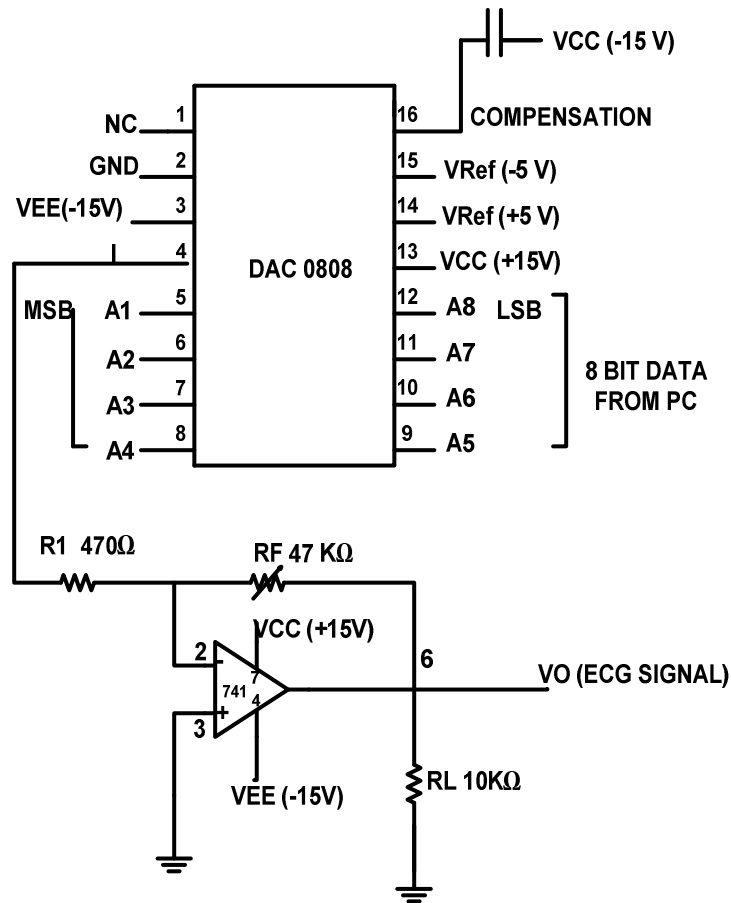 VCC (-15 V)
NC
1
16
COMPENSATION
GND
2
15
VRef (-5 V)
VEE(-15V)
3
14
VRef (+5 V)
I
4
DAC 0808
13
VCC (+15V)
MSB
A1
5
12
A8
LSB
A2
6
11
A7
8 BIT DATA
FROM PC
A3
7
10
A6
A4
8
9
A5
R1 470Ω
RF 47 KΩ
VCC (+15V)
2
-
7
6
741
4
VO (ECG SIGNAL)
3
+
VEE (-15V)
RL 10KΩ